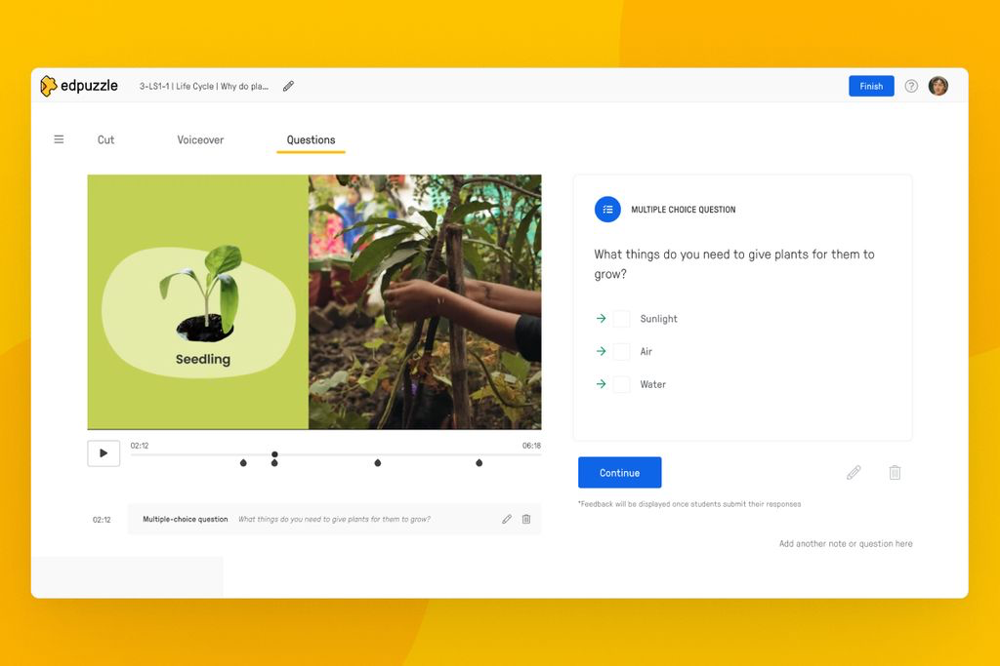 edpuzzle
3-LS1-1 | Life Cycle | Why do pla...
Finish
?
Cut
Voiceover
Questions
Seedling
MULTIPLE CHOICE QUESTION
What things do you need to give plants for them to
grow?
Sunlight
Air
Water
02:12
06:18
Continue
*Feedback will be displayed once students submit their responses
02:12
Multiple-choice question What things do you need to give plants for them to grow?
Add another note or question here